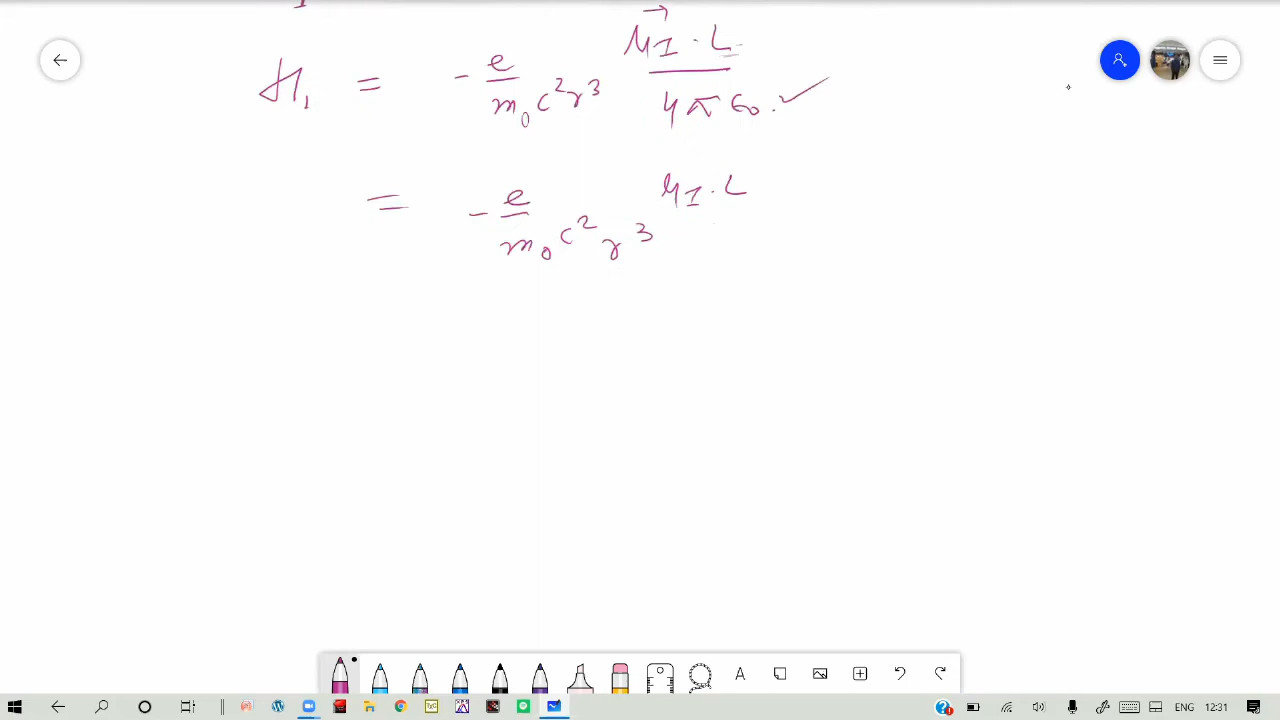 H₁ = - e/(m₀c²r³) (μ⃗_I · L)/(4πε₀) ✓
= - e/(m₀c²r³) μ_I · L
A
ENG 12:31